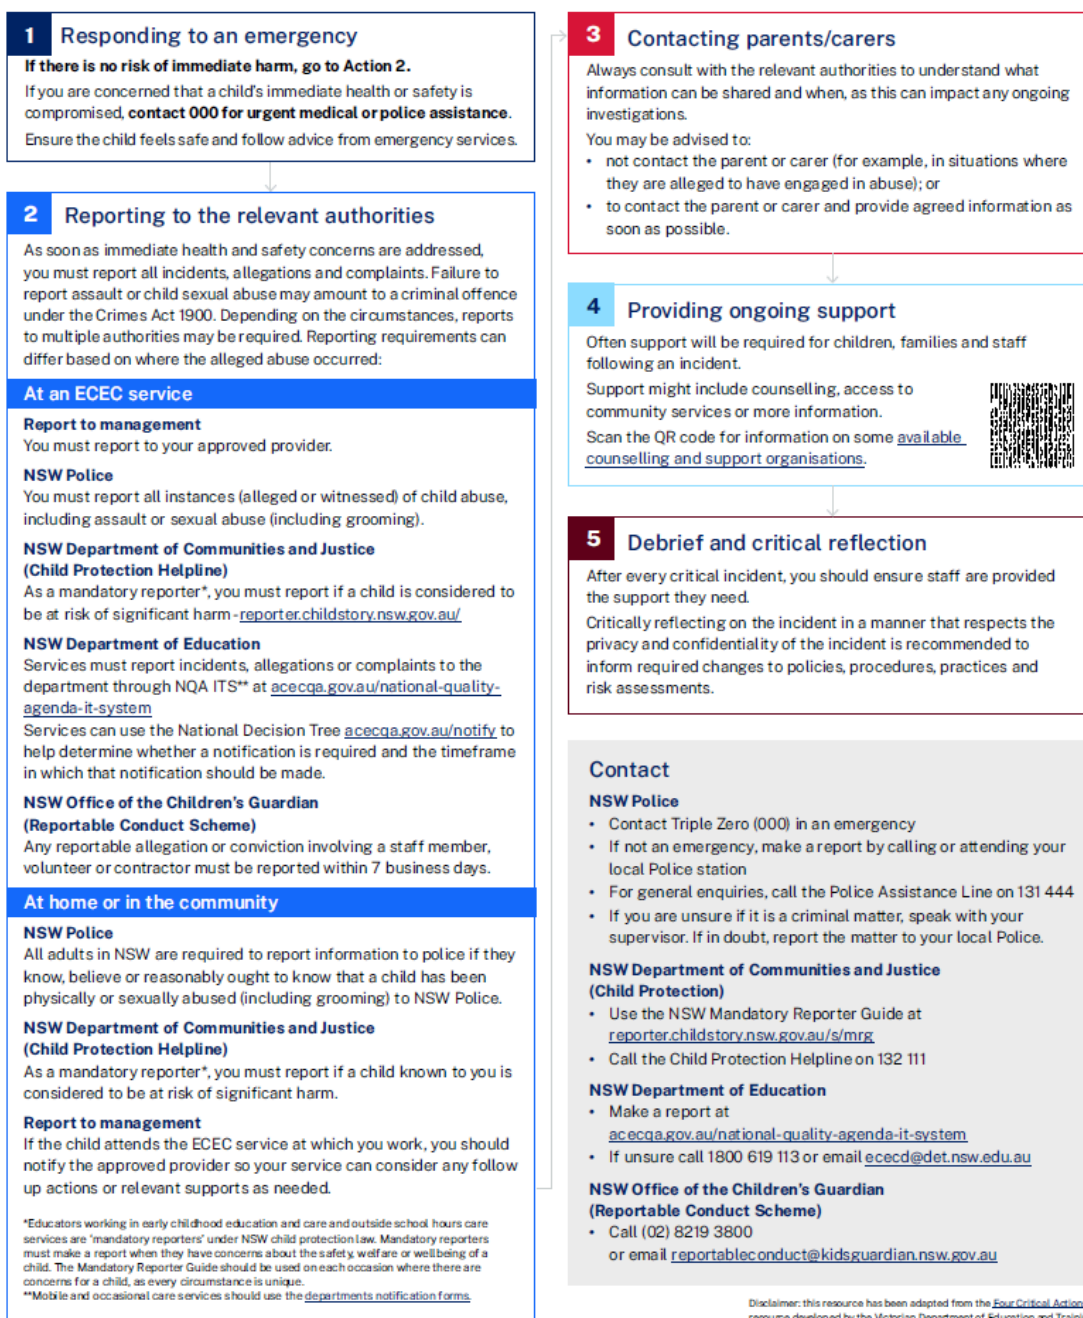 1 Responding to an emergency
If there is no risk of immediate harm, go to Action 2.
If you are concerned that a child's immediate health or safety is
compromised, contact 000 for urgent medical or police assistance.
Ensure the child feels safe and follow advice from emergency services.
2 Reporting to the relevant authorities
As soon as immediate health and safety concerns are addressed,
you must report all incidents, allegations and complaints. Failure to
report assault or child sexual abuse may amount to a criminal offence
under the Crimes Act 1900. Depending on the circumstances, reports
to multiple authorities may be required. Reporting requirements can
differ based on where the alleged abuse occurred:
At an ECEC service
Report to management
You must report to your approved provider.
NSW Police
You must report all instances (alleged or witnessed) of child abuse,
including assault or sexual abuse (including grooming).
NSW Department of Communities and Justice
(Child Protection Helpline)
As a mandatory reporter*, you must report if a child is considered to
be at risk of significant harm - reporter.childstory.nsw.gov.au/
NSW Department of Education
Services must report incidents, allegations or complaints to the
department through NQA ITS** at acecqa.gov.au/national-quality-
agenda-it-system
Services can use the National Decision Tree acecqa.gov.au/notify to
help determine whether a notification is required and the timeframe
in which that notification should be made.
NSW Office of the Children's Guardian
(Reportable Conduct Scheme)
Any reportable allegation or conviction involving a staff member,
volunteer or contractor must be reported within 7 business days.
At home or in the community
NSW Police
All adults in NSW are required to report information to police if they
know, believe or reasonably ought to know that a child has been
physically or sexually abused (including grooming) to NSW Police.
NSW Department of Communities and Justice
(Child Protection Helpline)
As a mandatory reporter*, you must report if a child known to you is
considered to be at risk of significant harm.
Report to management
If the child attends the ECEC service at which you work, you should
notify the approved provider so your service can consider any follow
up actions or relevant supports as needed.
*Educators working in early childhood education and care and outside school hours care
services are 'mandatory reporters' under NSW child protection law. Mandatory reporters
must make a report when they have concerns about the safety, welfare or wellbeing of a
child. The Mandatory Reporter Guide should be used on each occasion where there are
concerns for a child, as every circumstance is unique.
**Mobile and occasional care services should use the departments notification forms.
3 Contacting parents/carers
Always consult with the relevant authorities to understand what
information can be shared and when, as this can impact any ongoing
investigations.
You may be advised to:
• not contact the parent or carer (for example, in situations where
they are alleged to have engaged in abuse); or
• to contact the parent or carer and provide agreed information as
soon as possible.
4 Providing ongoing support
Often support will be required for children, families and staff
following an incident.
Support might include counselling, access to
community services or more information.
Scan the QR code for information on some available
counselling and support organisations.
5 Debrief and critical reflection
After every critical incident, you should ensure staff are provided
the support they need.
Critically reflecting on the incident in a manner that respects the
privacy and confidentiality of the incident is recommended to
inform required changes to policies, procedures, practices and
risk assessments.
Contact
NSW Police
• Contact Triple Zero (000) in an emergency
• If not an emergency, make a report by calling or attending your
local Police station
• For general enquiries, call the Police Assistance Line on 131 444
• If you are unsure if it is a criminal matter, speak with your
supervisor. If in doubt, report the matter to your local Police.
NSW Department of Communities and Justice
(Child Protection)
• Use the NSW Mandatory Reporter Guide at
reporter.childstory.nsw.gov.au/s/mrg
• Call the Child Protection Helpline on 132 111
NSW Department of Education
• Make a report at
acecqa.gov.au/national-quality-agenda-it-system
• If unsure call 1800 619 113 or email ececd@det.nsw.edu.au
NSW Office of the Children's Guardian
(Reportable Conduct Scheme)
• Call (02) 8219 3800
or email reportableconduct@kidsguardian.nsw.gov.au
Disclaimer: this resource has been adapted from the Four Critical Action
resource developed by the Victorian Department of Education and